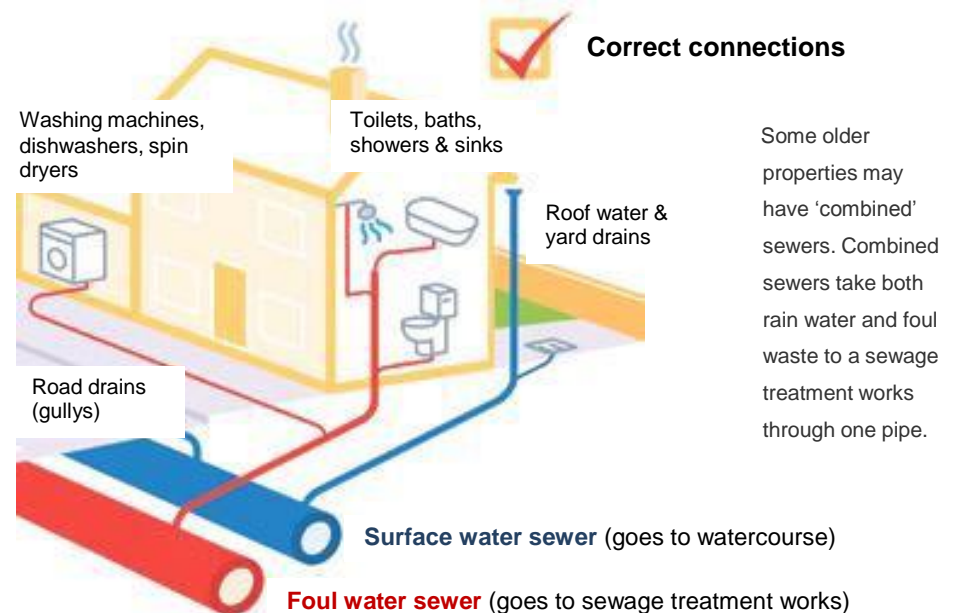 Correct connections
Washing machines,
dishwashers, spin
dryers
Toilets, baths,
showers & sinks
Roof water &
yard drains
Some older
properties may
have ‘combined’
sewers. Combined
sewers take both
rain water and foul
waste to a sewage
treatment works
through one pipe.
Road drains
(gullys)
Surface water sewer (goes to watercourse)
Foul water sewer (goes to sewage treatment works)